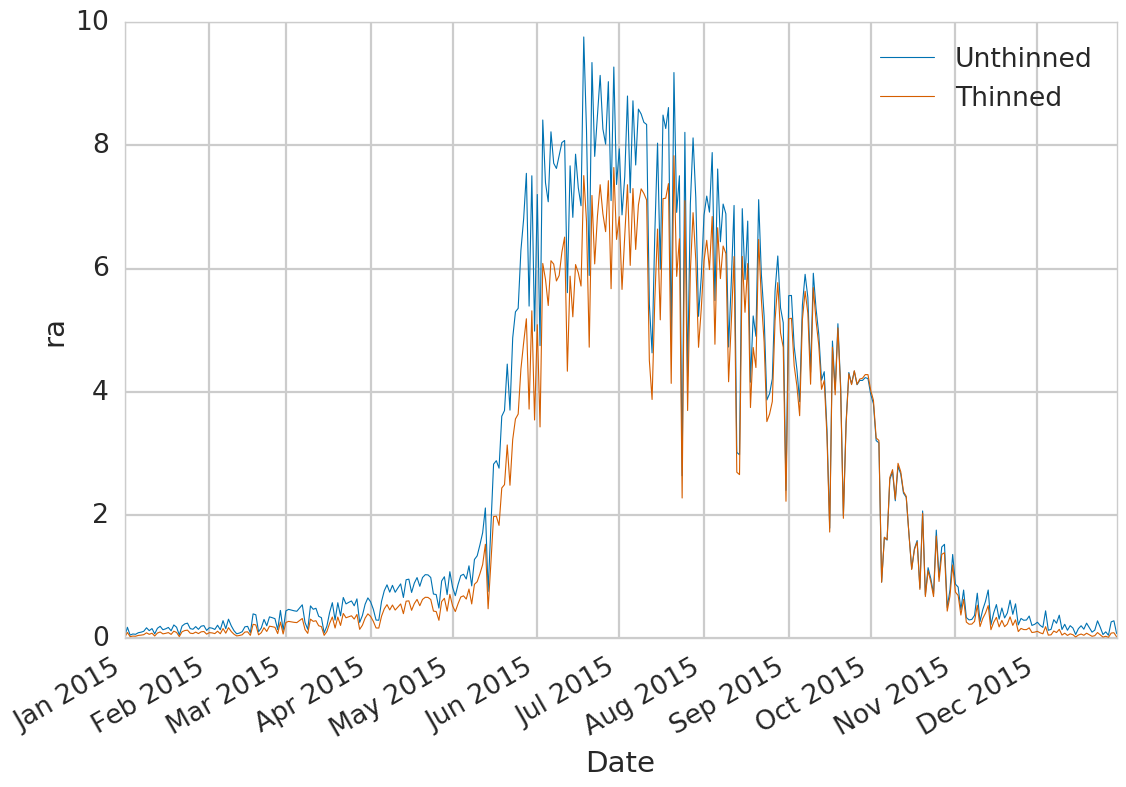 10
8
6
4
2
0
ra
Unthinned
Thinned
Jan 2015
Feb 2015
Mar 2015
Apr 2015
May 2015
Jun 2015
Jul 2015
Aug 2015
Sep 2015
Oct 2015
Nov 2015
Dec 2015
Date